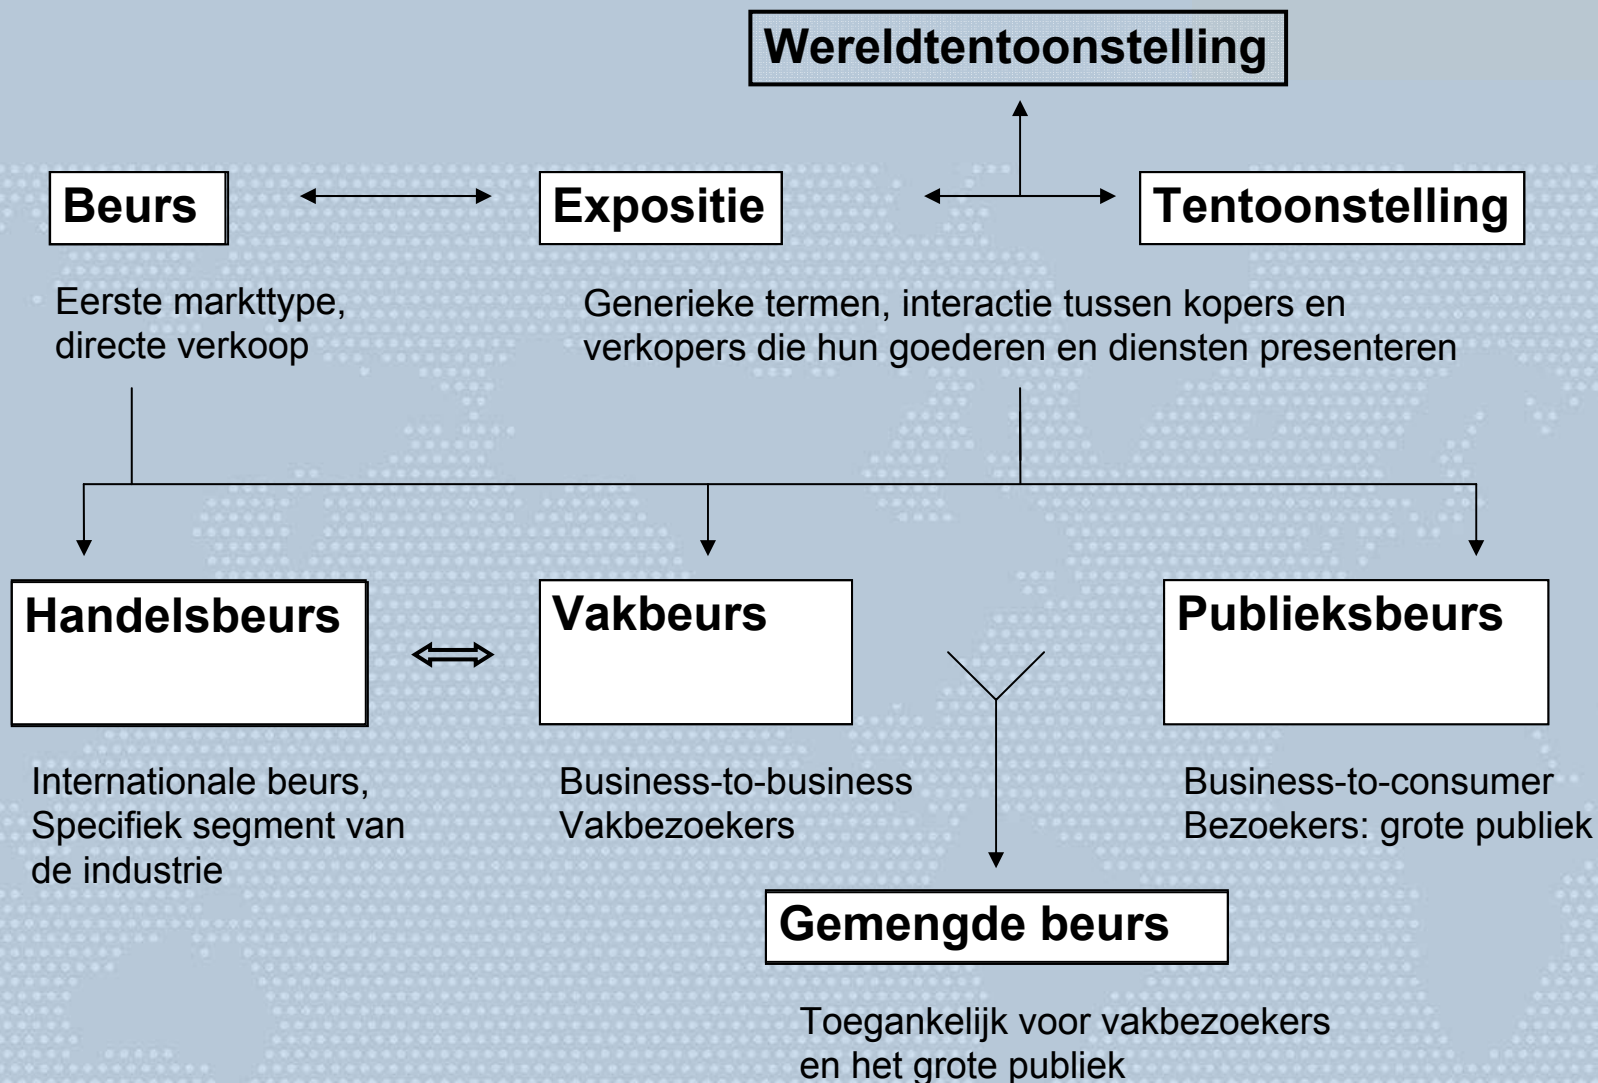 Wereldtentoonstelling
Beurs
Expositie
Tentoonstelling
Eerste markttype,
directe verkoop
Generieke termen, interactie tussen kopers en
verkopers die hun goederen en diensten presenteren
Handelsbeurs
Vakbeurs
Publieksbeurs
Internationale beurs,
Specifiek segment van
de industrie
Business-to-business
Vakbezoekers
Business-to-consumer
Bezoekers: grote publiek
Gemengde beurs
Toegankelijk voor vakbezoekers
en het grote publiek